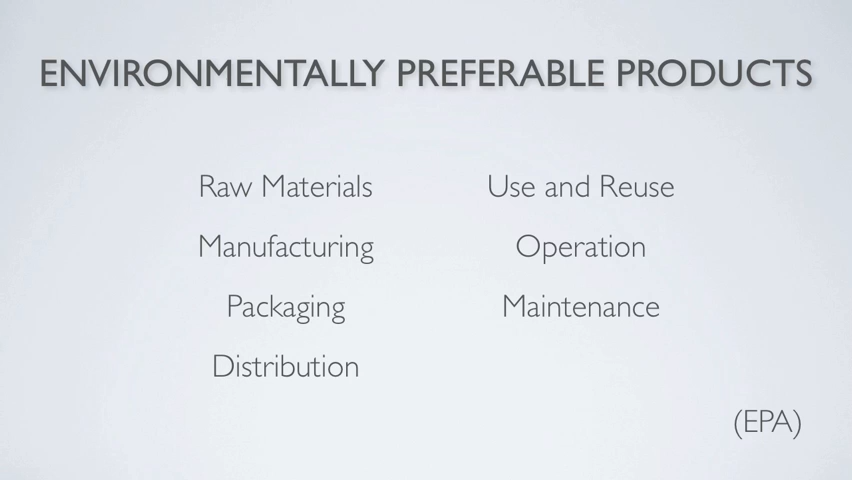 ENVIRONMENTALLY PREFERABLE PRODUCTS
Raw Materials
Manufacturing
Packaging
Distribution
Use and Reuse
Operation
Maintenance
(EPA)